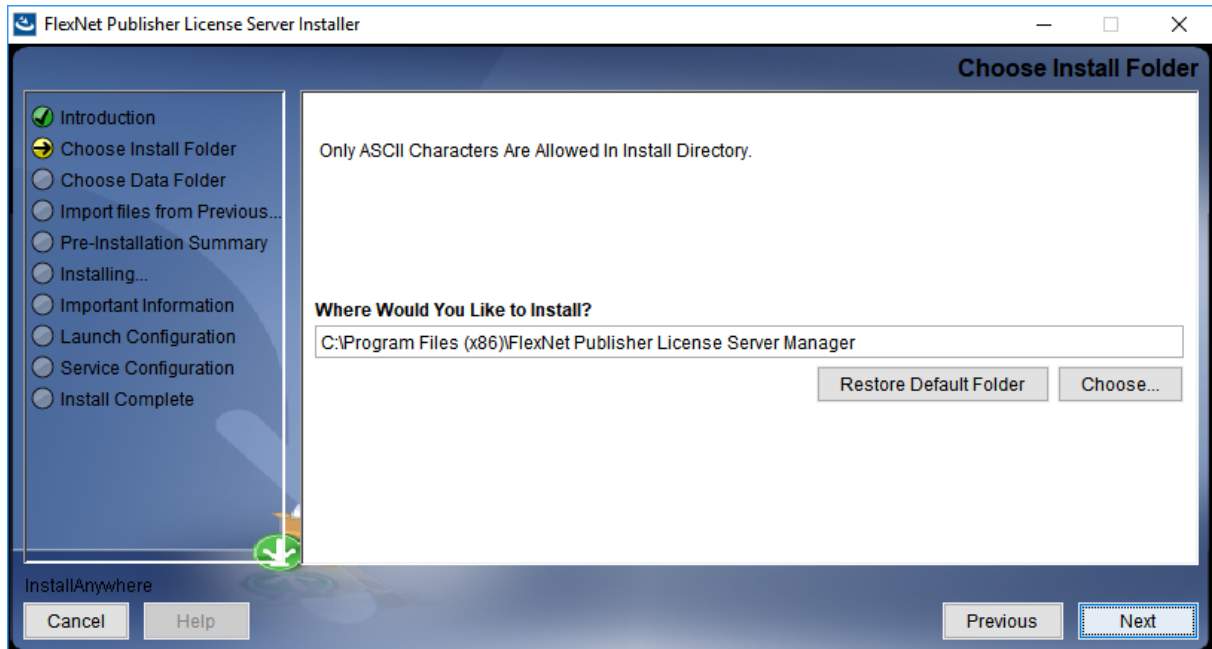 FlexNet Publisher License Server Installer
Choose Install Folder
Introduction
Choose Install Folder
Choose Data Folder
Import files from Previous...
Pre-Installation Summary
Installing...
Important Information
Launch Configuration
Service Configuration
Install Complete
Only ASCII Characters Are Allowed In Install Directory.
Where Would You Like to Install?
C:\Program Files (x86)\FlexNet Publisher License Server Manager
Restore Default Folder Choose...
InstallAnywhere
Cancel Help Previous Next